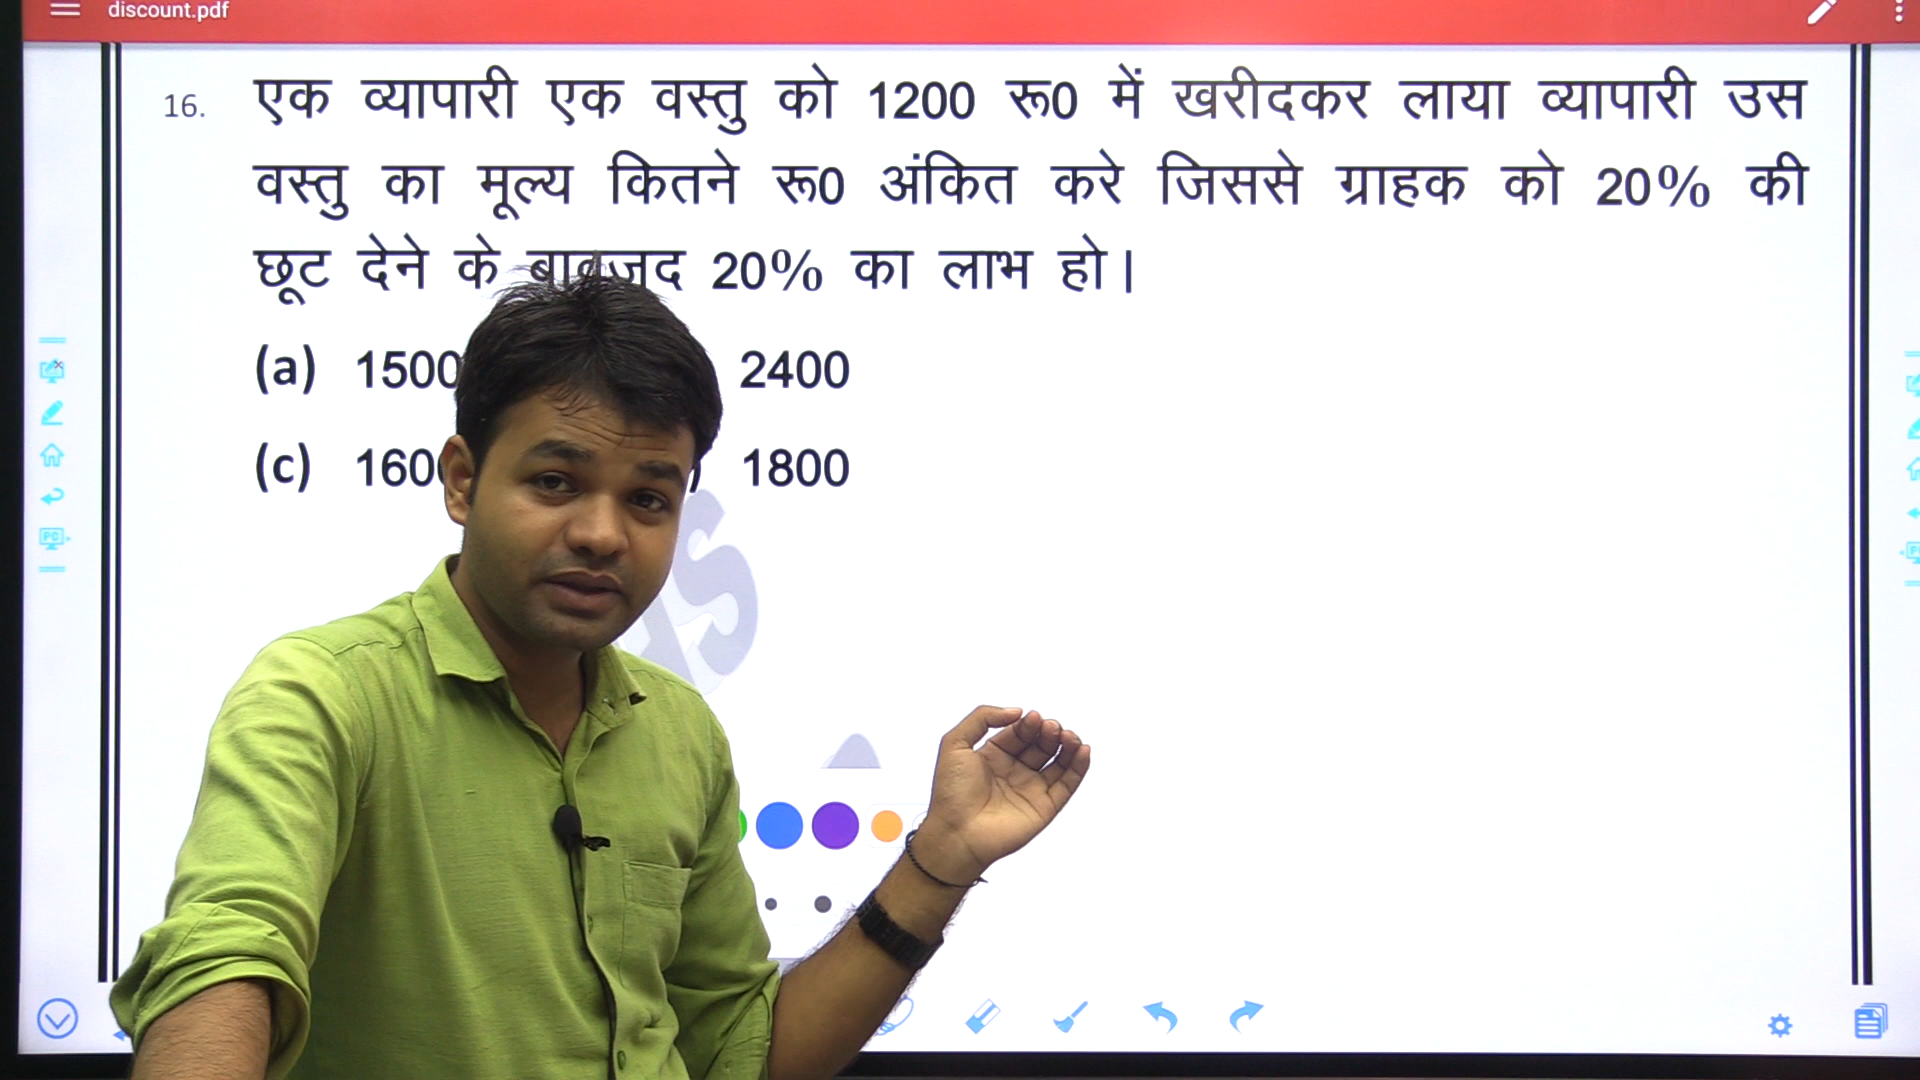 discount.pdf
16. एक व्यापारी एक वस्तु को 1200 रू0 में खरीदकर लाया व्यापारी उस
वस्तु का मूल्य कितने रू0 अंकित करे जिससे ग्राहक को 20% की
छूट देने के 20% का लाभ हो।
(a) 1500 2400
(c) 1800